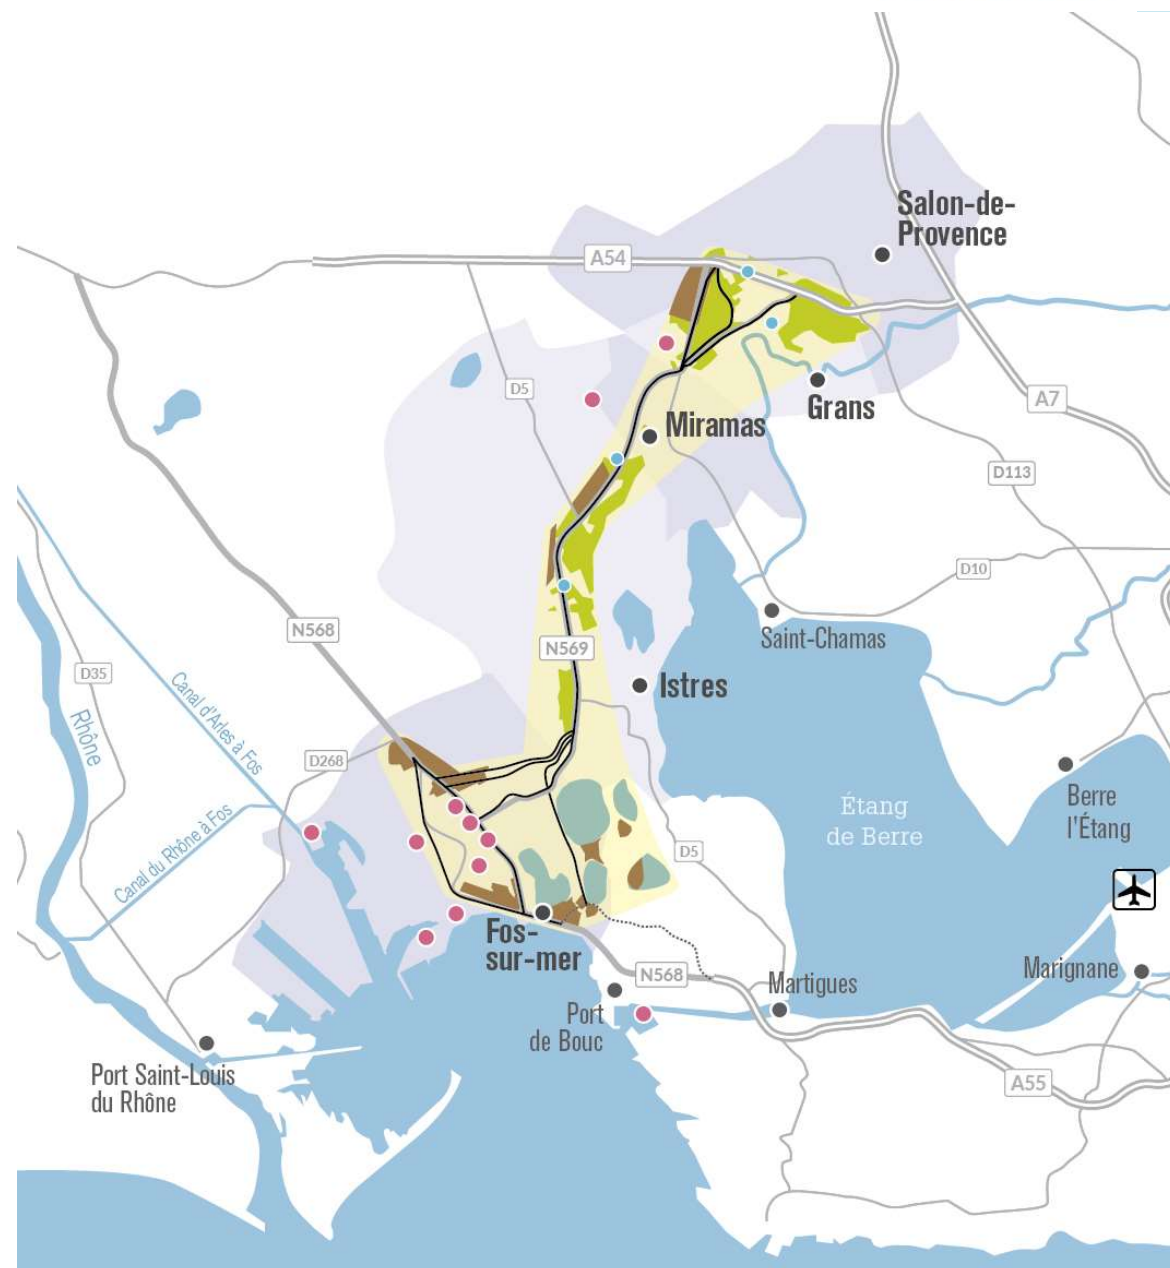 Salon-de-
Provence
A54
D5
Grans
A7
Miramas
D113
D10
N568
Saint-Chamas
N569
D35
Istres
Canal d'Arles à Fos
Rhône
D268
Berre
l'Étang
Étang
de Berre
Canal du Rhône à Fos
D5
Fos-
sur-mer
N568
Marignane
Martigues
Port
de Bouc
Port Saint-Louis
du Rhône
A55